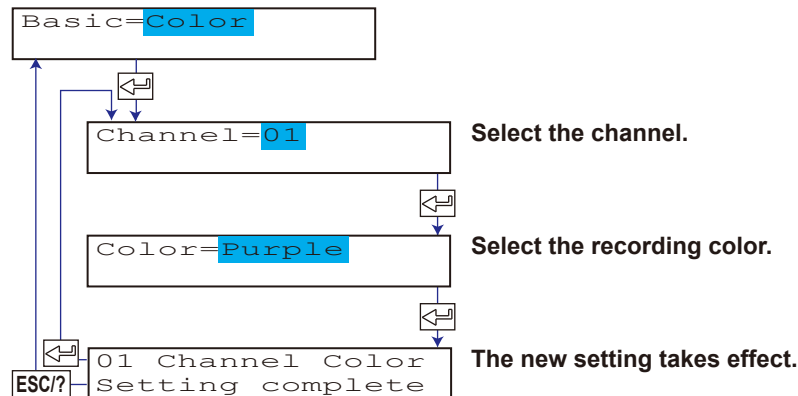 Basic=Color
Channel=01
Select the channel.
Color=Purple
Select the recording color.
01 Channel Color
The new setting takes effect.
ESC/?
Setting complete